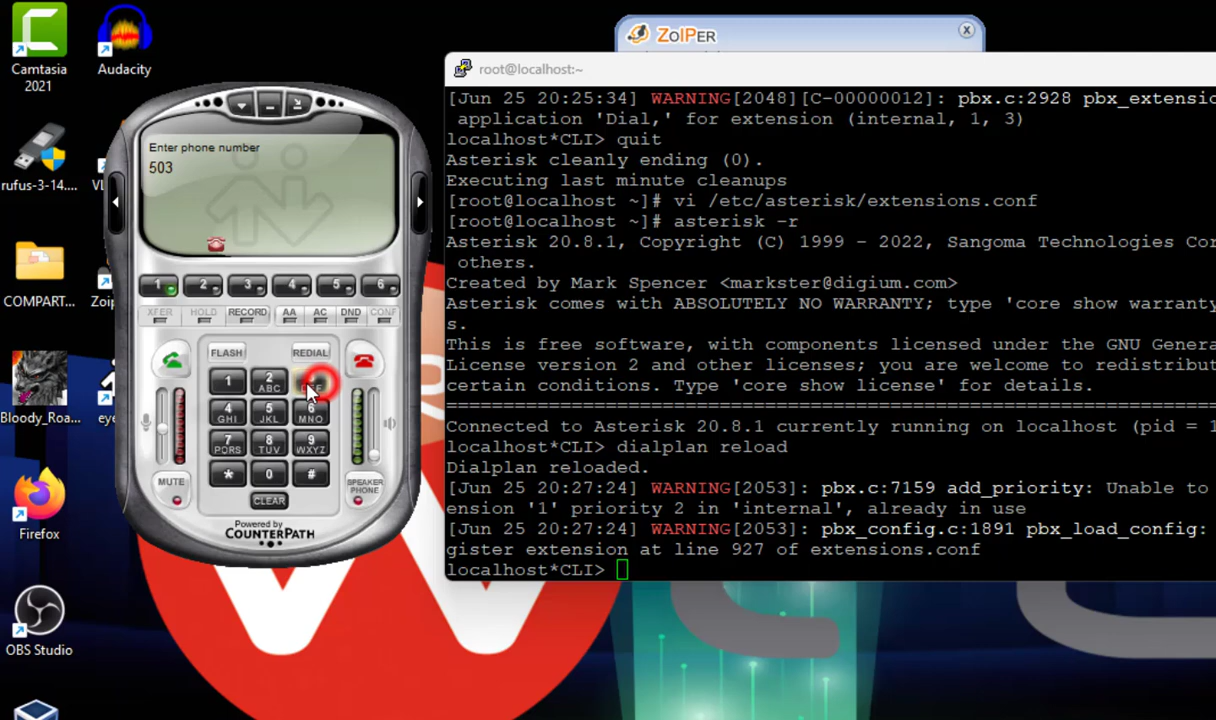 Camtasia
2021
Audacity
rufus-3-14....
COMPART...
Bloody_Roa...
Firefox
OBS Studio
Enter phone number
503
1
2
3
4
5
6
XFER
HOLD
RECORD
AA
AC
DND
CONF
FLASH
REDIAL
1
2
ABC
4
GHI
5
JKL
6
MNO
7
PQRS
8
TUV
9
WXYZ
*
0
#
MUTE
CLEAR
SPEAKER
PHONE
Powered by
COUNTERPATH
ZOIPER
root@localhost:~
[Jun 25 20:25:34] WARNING[2048][C-00000012]: pbx.c:2928 pbx_extensio
application 'Dial,' for extension (internal, 1, 3)
localhost*CLI> quit
Asterisk cleanly ending (0).
Executing last minute cleanups
[root@localhost ~]# vi /etc/asterisk/extensions.conf
[root@localhost ~]# asterisk -r
Asterisk 20.8.1, Copyright (C) 1999 - 2022, Sangoma Technologies Cor
others.
Created by Mark Spencer <markster@digium.com>
Asterisk comes with ABSOLUTELY NO WARRANTY; type 'core show warranty
s.
This is free software, with components licensed under the GNU Genera
License version 2 and other licenses; you are welcome to redistribut
certain conditions. Type 'core show license' for details.
====================================================================
Connected to Asterisk 20.8.1 currently running on localhost (pid = 1
localhost*CLI> dialplan reload
Dialplan reloaded.
[Jun 25 20:27:24] WARNING[2053]: pbx.c:7159 add_priority: Unable to
ension '1' priority 2 in 'internal', already in use
[Jun 25 20:27:24] WARNING[2053]: pbx_config.c:1891 pbx_load_config:
gister extension at line 927 of extensions.conf
localhost*CLI>